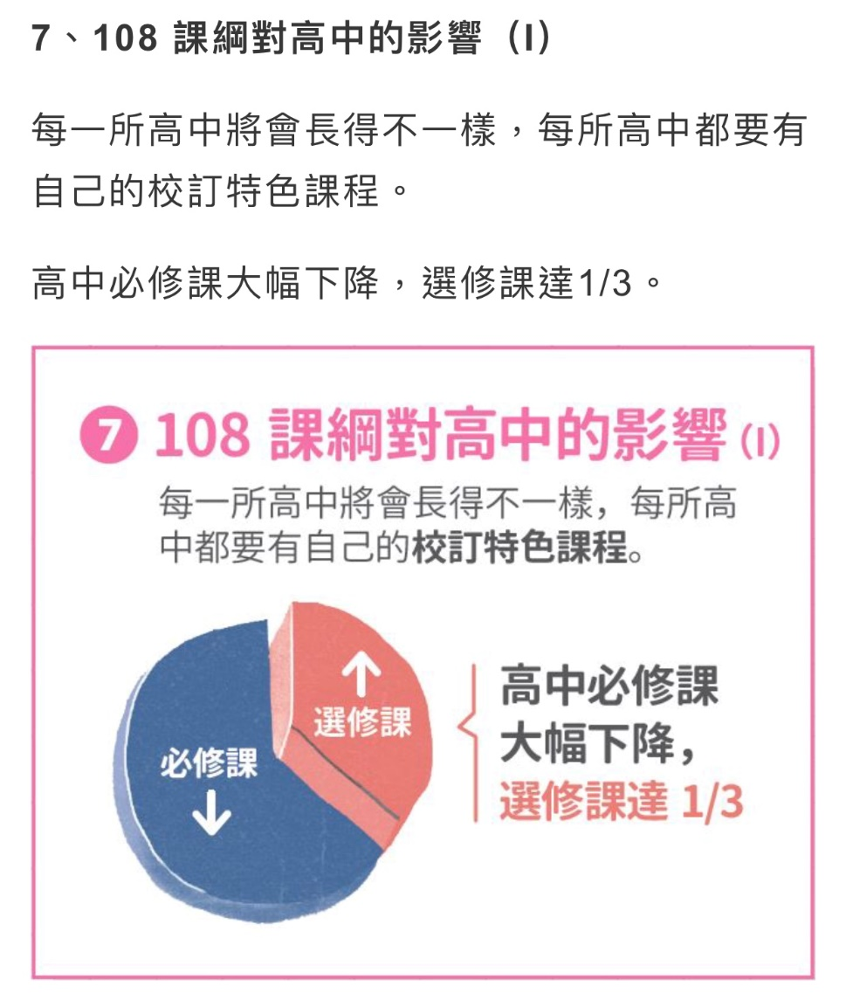 7、108 課綱對高中的影響（I）
每一所高中將會長得不一樣，每所高中都要有
自己的校訂特色課程。
高中必修課大幅下降，選修課達1/3。
7 108 課綱對高中的影響 (I)
每一所高中將會長得不一樣，每所高
中都要有自己的校訂特色課程。
選修課
必修課
高中必修課
大幅下降，
選修課達 1/3